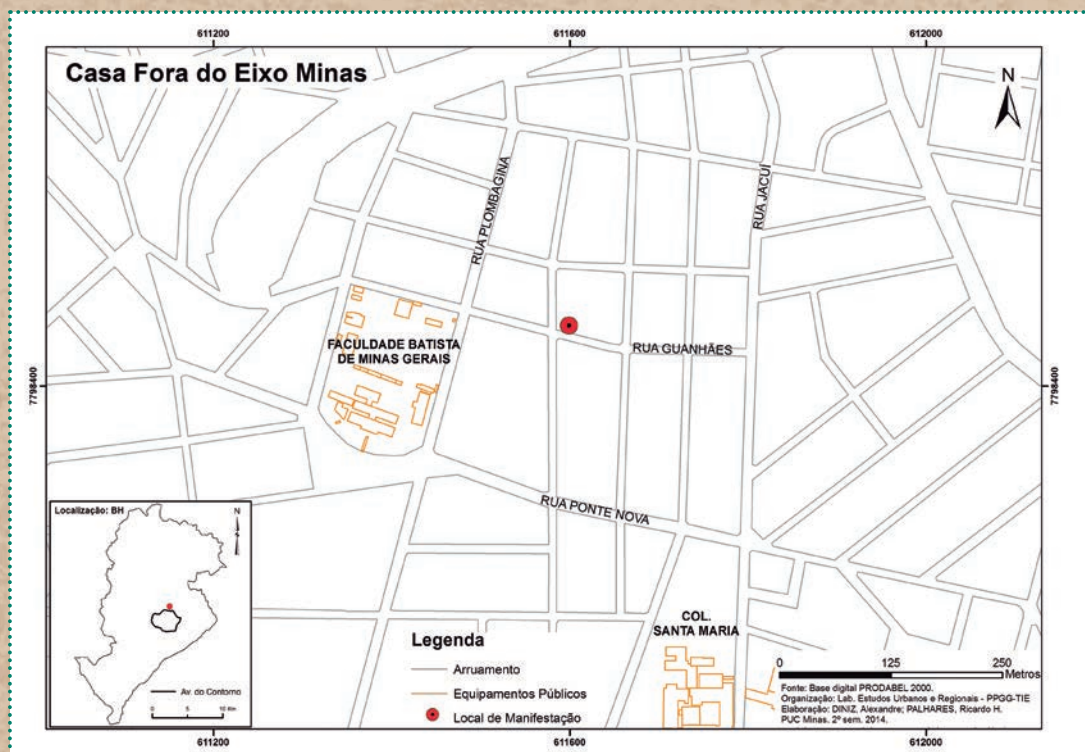 611200
611600
612000
Casa Fora do Eixo Minas
N
RUA PLOMBAGINA
RUA JACUÍ
FACULDADE BATISTA
DE MINAS GERAIS
RUA GUANHÃES
7798400
7798400
RUA PONTE NOVA
Localização: BH
N
Av. do Contorno
0 5 10 Km
COL.
SANTA MARIA
Legenda
Arruamento
Equipamentos Públicos
Local de Manifestação
0 125 250
Metros
Fonte: Base digital PRODABEL 2000.
Organização: Lab. Estudos Urbanos e Regionais - PPGG-TIE
Elaboração: DINIZ, Alexandre; PALHARES, Ricardo H.
PUC Minas. 2º sem. 2014.
611200
611600
612000